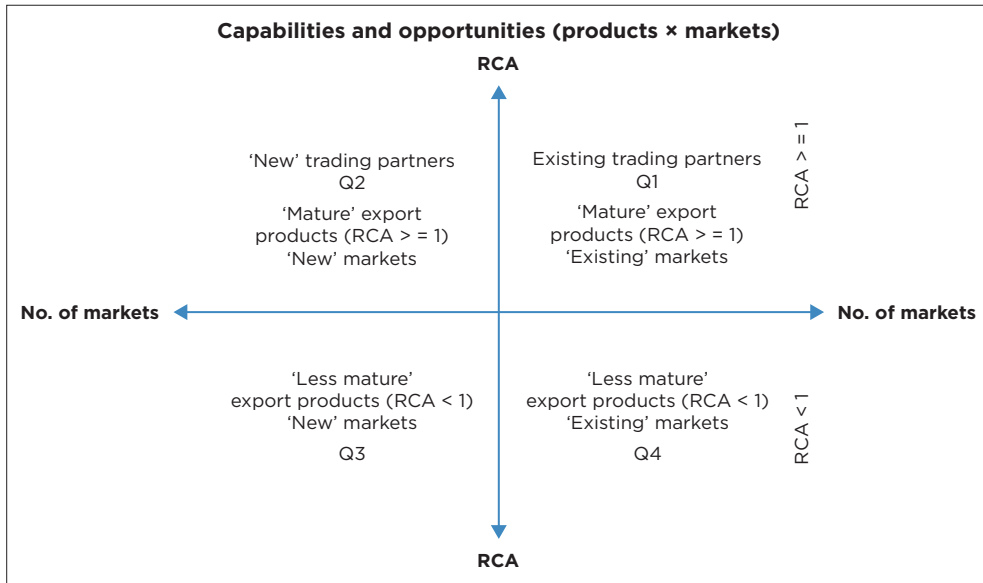 Capabilities and opportunities (products × markets)
RCA
‘New’ trading partners
Q2
‘Mature’ export
products (RCA > = 1)
‘New’ markets
Existing trading partners
Q1
‘Mature’ export
products (RCA > = 1)
‘Existing’ markets
RCA > = 1
No. of markets
No. of markets
‘Less mature’
export products (RCA < 1)
‘New’ markets
Q3
‘Less mature’
export products (RCA < 1)
‘Existing’ markets
Q4
RCA < 1
RCA